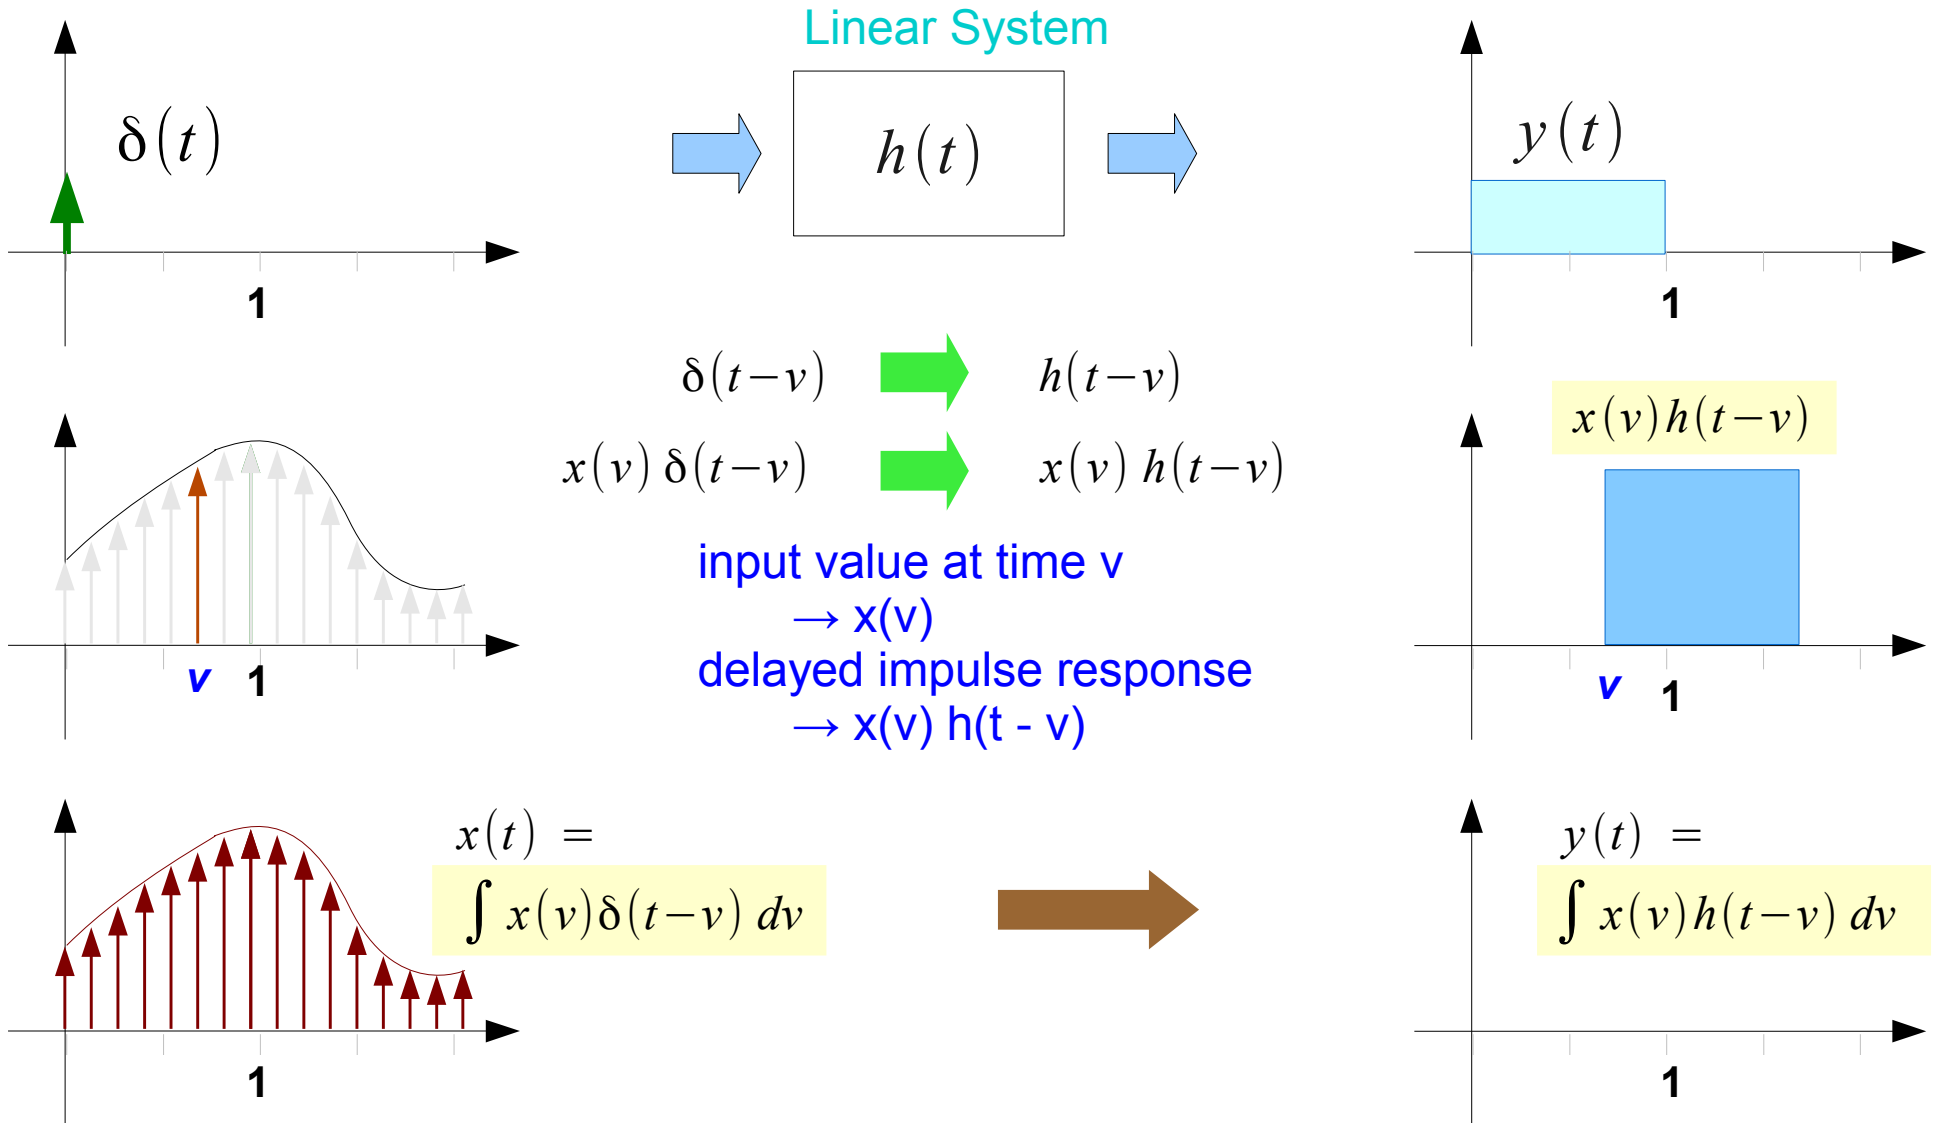 Linear System
δ(t)
h(t)
y(t)
1
1
δ(t−v)
h(t−v)
x(v) δ(t−v)
x(v) h(t−v)
x(v)h(t−v)
input value at time v
→ x(v)
delayed impulse response
→ x(v) h(t - v)
v 1
v 1
x(t) =
∫ x(v)δ(t−v) dv
y(t) =
∫ x(v)h(t−v) dv
1
1